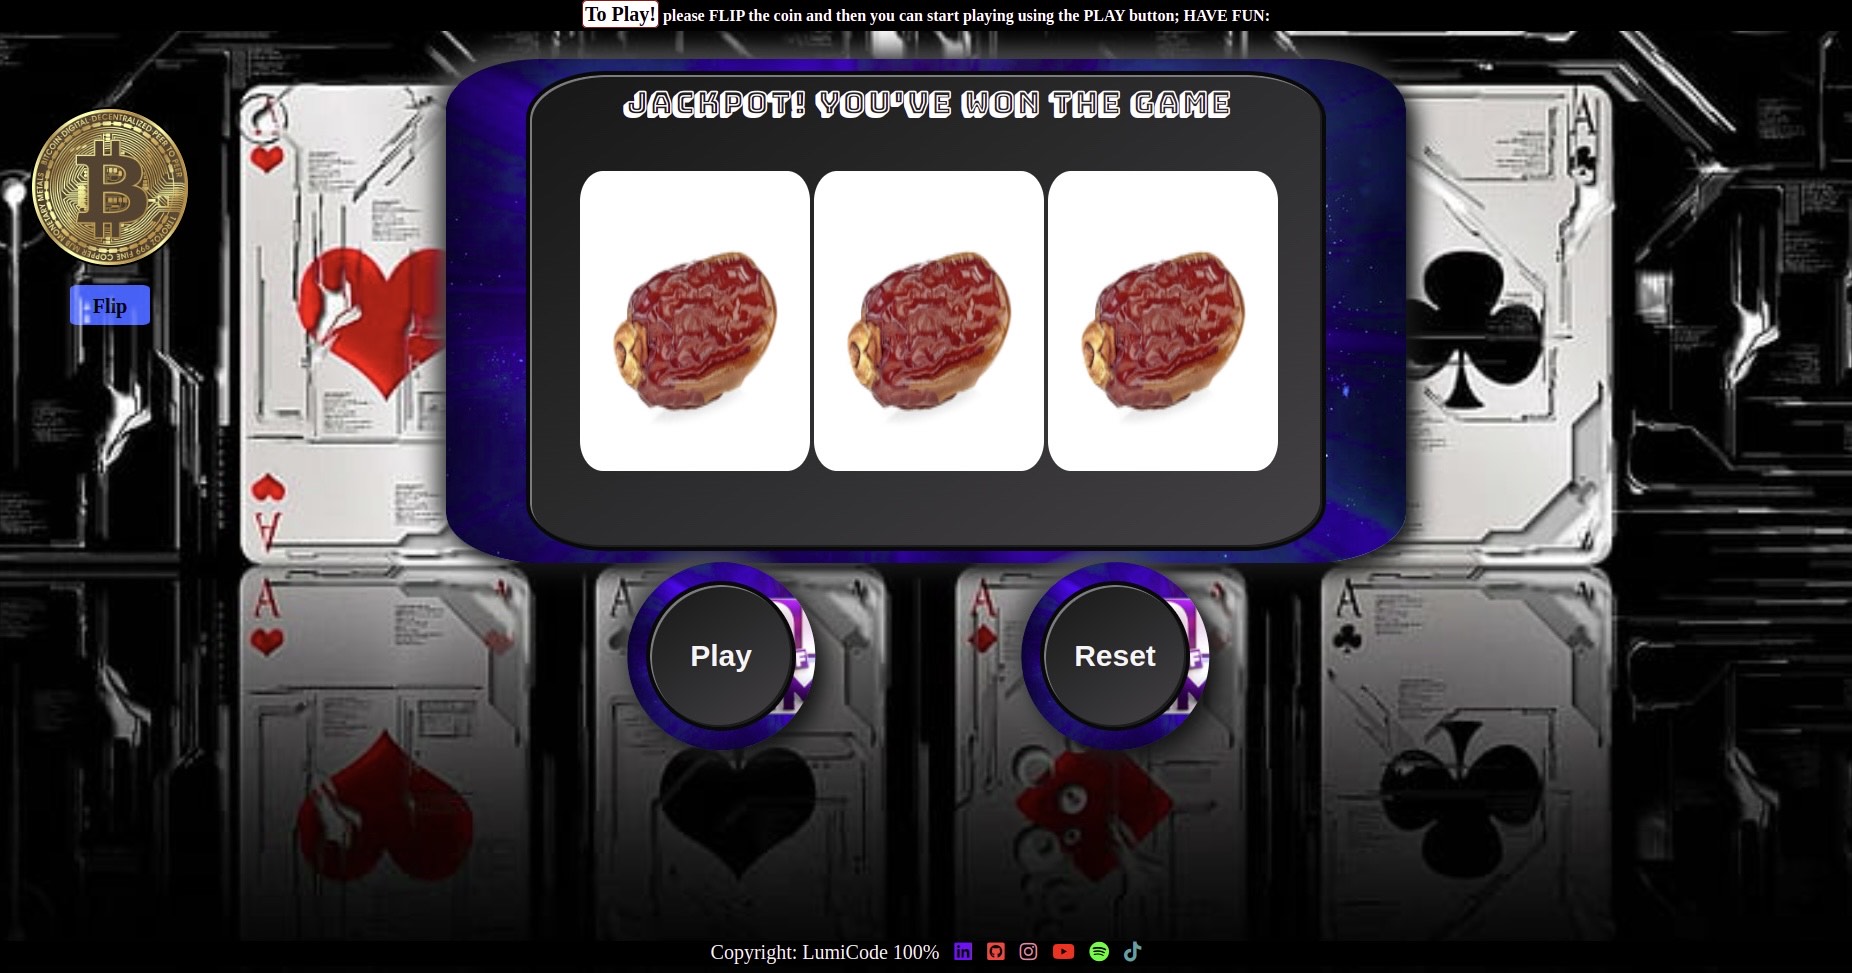 To Play! please FLIP the coin and then you can start playing using the PLAY button; HAVE FUN:
JACKPOT! YOU'VE WON THE GAME
BITCOIN DIGITAL DECENTRALIZED PEER TO PEER
Flip
A
A
A
A
A
A
A
Play
Reset
Copyright: LumiCode 100%
in